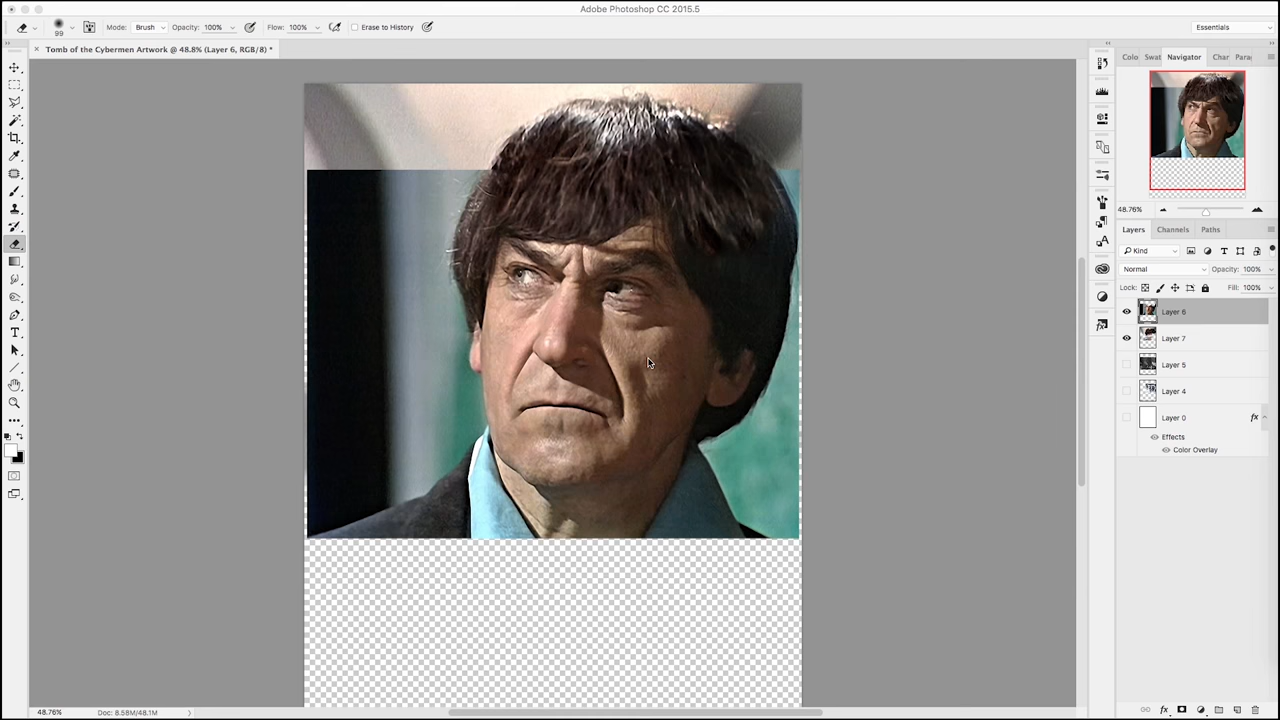 Adobe Photoshop CC 2015.5
99
Mode: Brush Opacity: 100% Flow: 100% Erase to History Essentials
× Tomb of the Cybermen Artwork @ 48.8% (Layer 6, RGB/8) *
Colo Swat Navigator Char Para
48.76%
Layers Channels Paths
Kind
Normal Opacity: 100%
Lock: Fill: 100%
Layer 6
Layer 7
Layer 5
Layer 4
Layer 0 fx
Effects
Color Overlay
48.76% Doc: 8.58M/48.1M